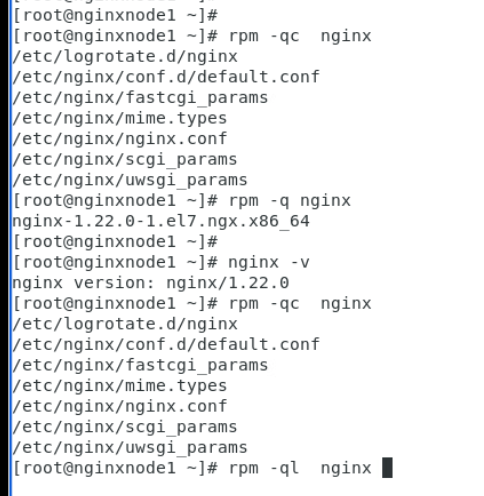 [root@nginxnode1 ~]#
[root@nginxnode1 ~]# rpm -qc  nginx
/etc/logrotate.d/nginx
/etc/nginx/conf.d/default.conf
/etc/nginx/fastcgi_params
/etc/nginx/mime.types
/etc/nginx/nginx.conf
/etc/nginx/scgi_params
/etc/nginx/uwsgi_params
[root@nginxnode1 ~]# rpm -q nginx
nginx-1.22.0-1.el7.ngx.x86_64
[root@nginxnode1 ~]#
[root@nginxnode1 ~]# nginx -v
nginx version: nginx/1.22.0
[root@nginxnode1 ~]# rpm -qc  nginx
/etc/logrotate.d/nginx
/etc/nginx/conf.d/default.conf
/etc/nginx/fastcgi_params
/etc/nginx/mime.types
/etc/nginx/nginx.conf
/etc/nginx/scgi_params
/etc/nginx/uwsgi_params
[root@nginxnode1 ~]# rpm -ql  nginx